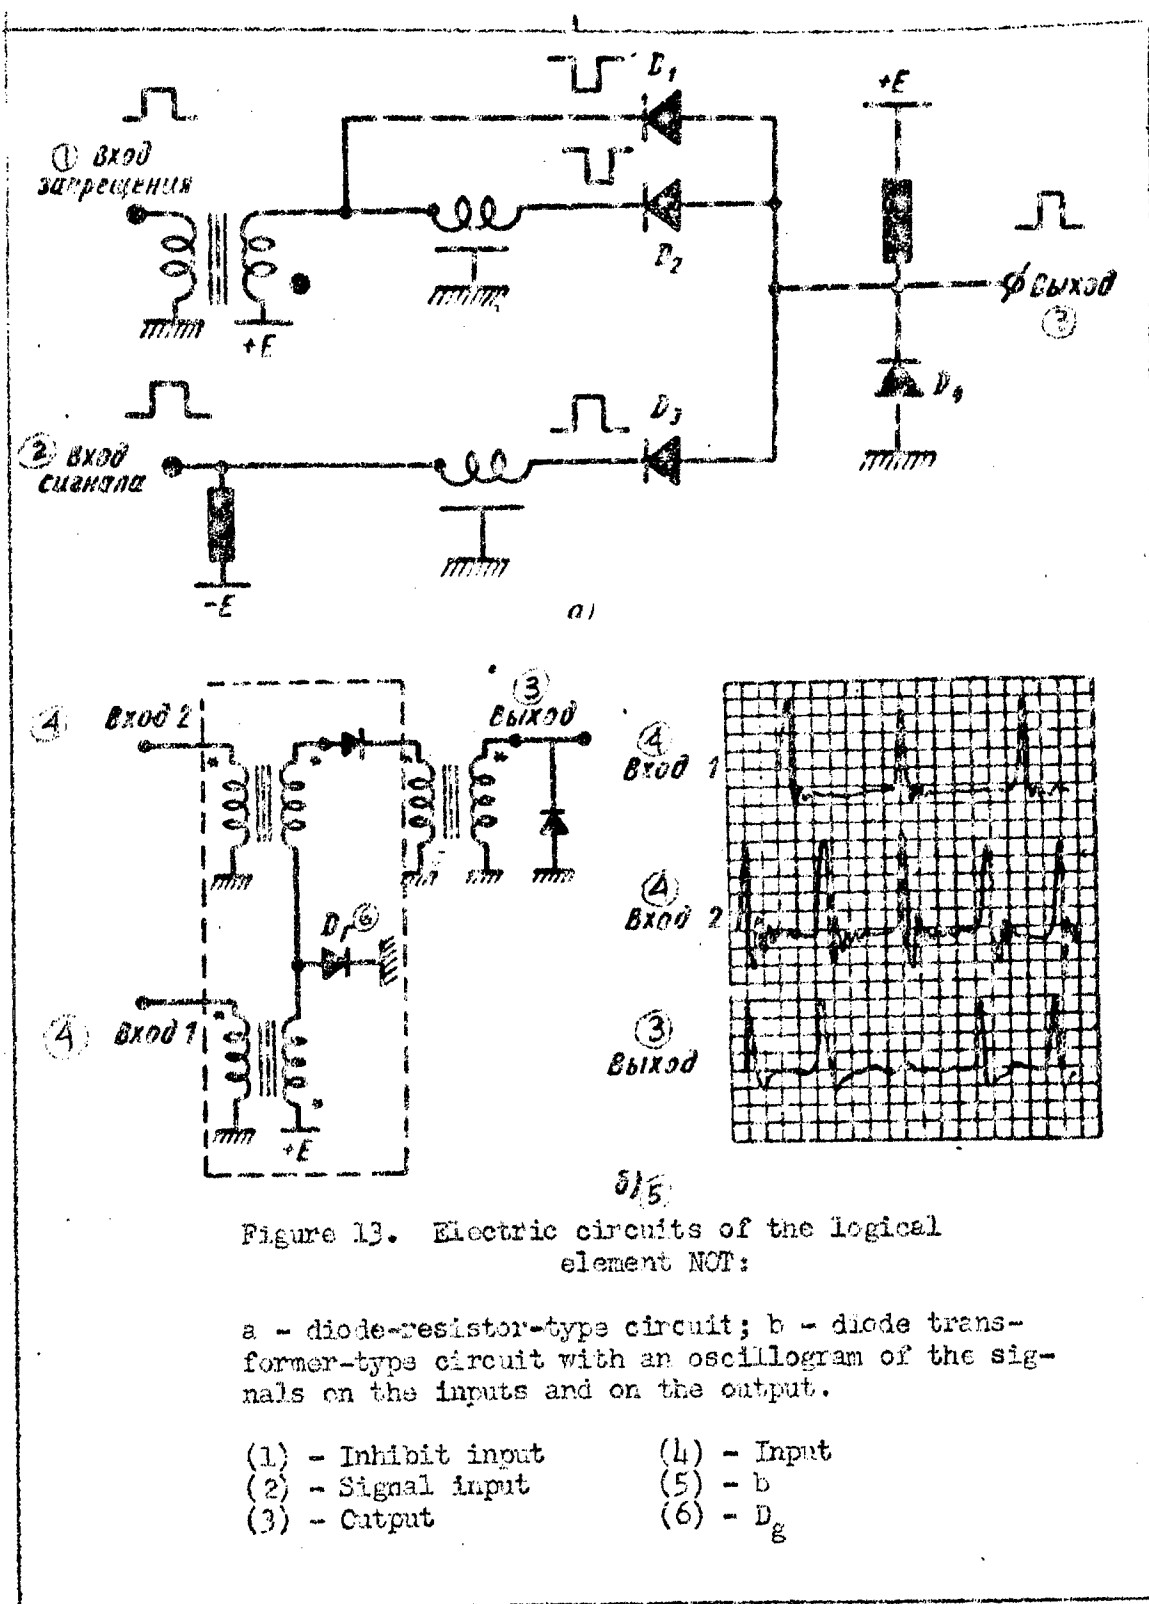 D1
+E
① Вход
запрещения
D2
Выход
③
+E
② Вход
сигнала
D3
D4
-E
а)
④ Вход 2
③
Выход
④
Вход 1
④
Вход 2
Dг ⑥
④ Вход 1
③
Выход
+E
б) ⑤
Figure 13. Electric circuits of the logical
element NOT:
a - diode-resistor-type circuit; b - diode trans-
former-type circuit with an oscillogram of the sig-
nals on the inputs and on the output.
(1) - Inhibit input (4) - Input
(2) - Signal input (5) - b
(3) - Output (6) - Dg